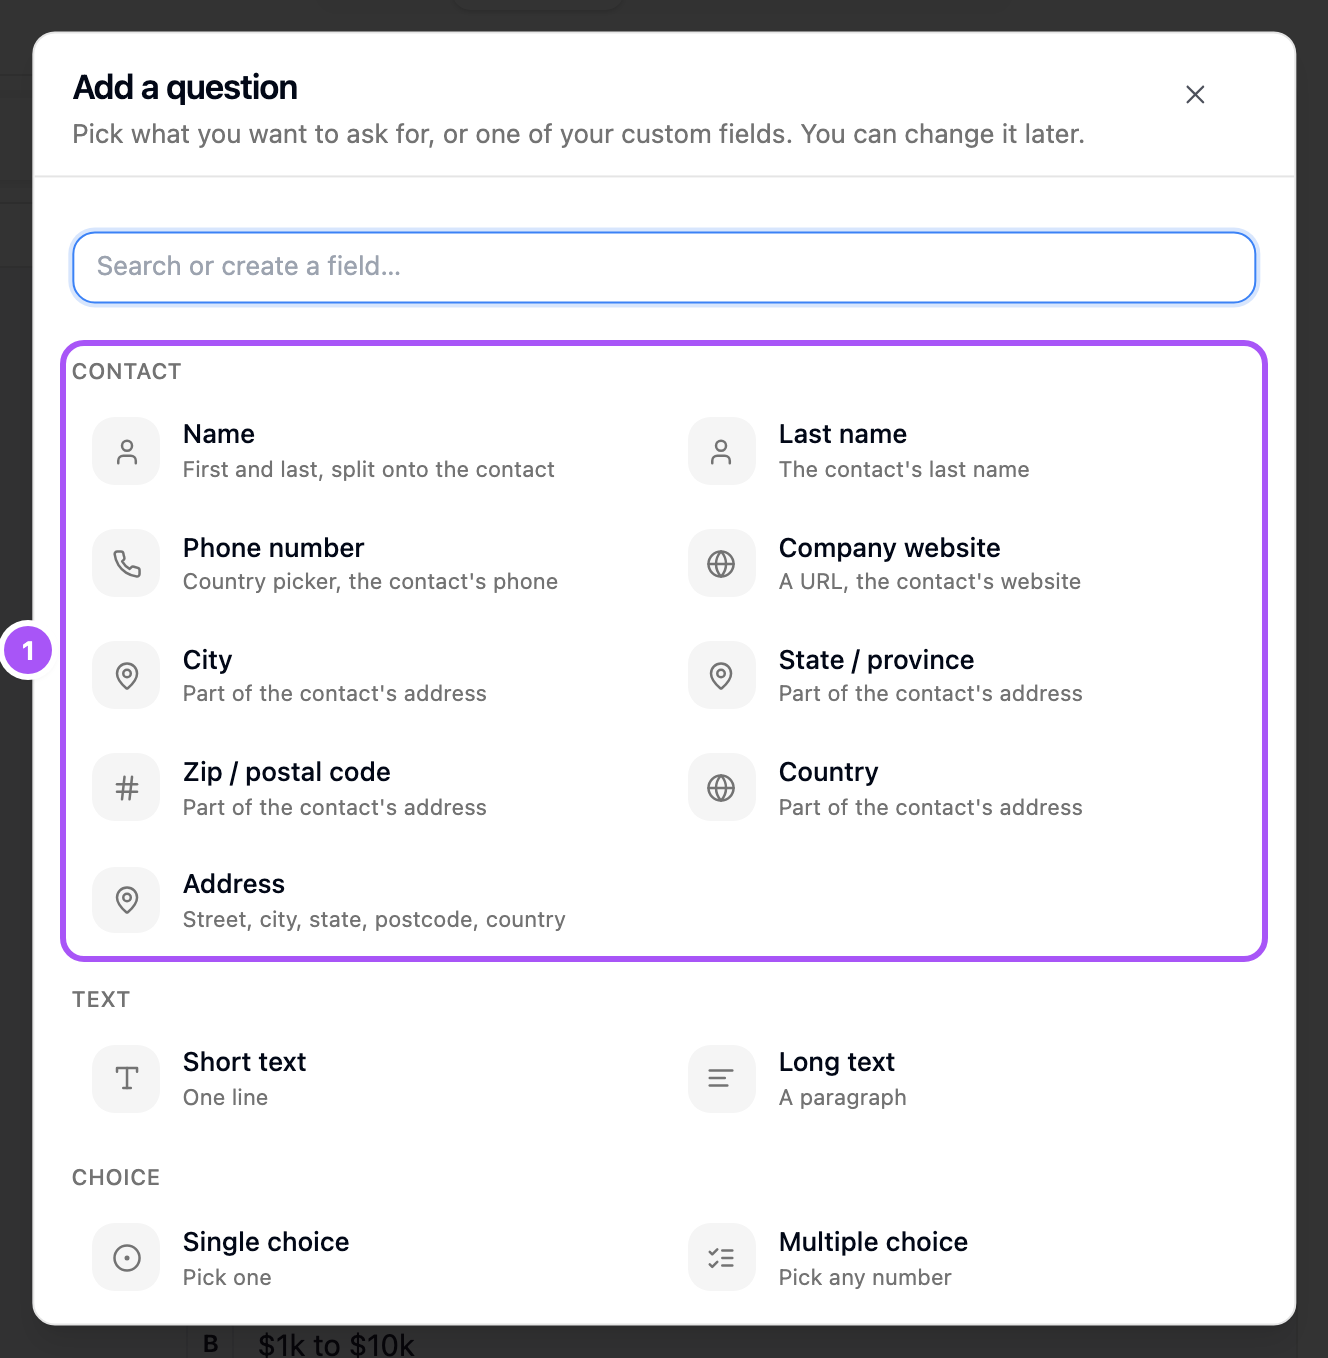 Add a question
Pick what you want to ask for, or one of your custom fields. You can change it later.
Search or create a field...
CONTACT
Name
First and last, split onto the contact
Last name
The contact's last name
Phone number
Country picker, the contact's phone
Company website
A URL, the contact's website
1
City
Part of the contact's address
State / province
Part of the contact's address
Zip / postal code
Part of the contact's address
Country
Part of the contact's address
Address
Street, city, state, postcode, country
TEXT
Short text
One line
Long text
A paragraph
CHOICE
Single choice
Pick one
Multiple choice
Pick any number
B $1k to $10k